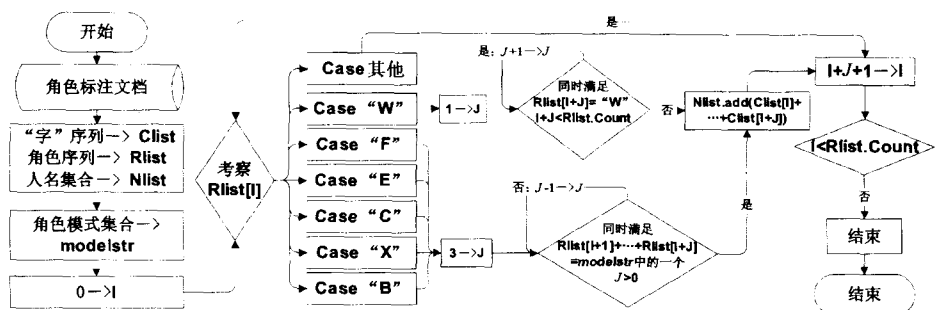 开始
角色标注文档
“字”序列—> Clist
角色序列—> Rlist
人名集合—> Nlist
角色模式集合—>
modelstr
0—>I
考察
Rlist[I]
Case 其他
Case “W”
Case “F”
Case “E”
Case “C”
Case “X”
Case “B”
1—>J
3—>J
是: J+1—>J
同时满足
Rlist[I+J]= “W”
I+J<Rlist.Count
否
否: J-1—>J
同时满足
Rlist[I+1]+···+Rlist[I+J]
=modelstr中的一个
J>0
是
Nlist.add(Clist[I]+
···+Clist[I+J])
是
I+J+1—>I
I<Rlist.Count
否
结束
结束